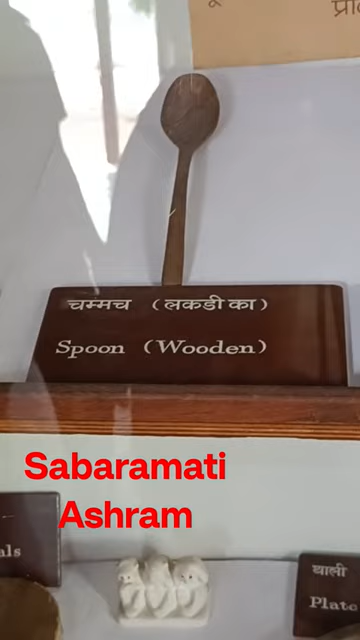 चम्मच (लकडी का)
Spoon (Wooden)
Sabaramati
Ashram
थाली
Plate